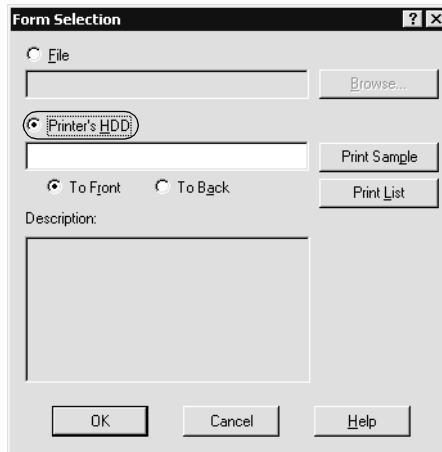 Form Selection
File
Browse...
Printer's HDD
Print Sample
To Front To Back
Print List
Description:
OK Cancel Help